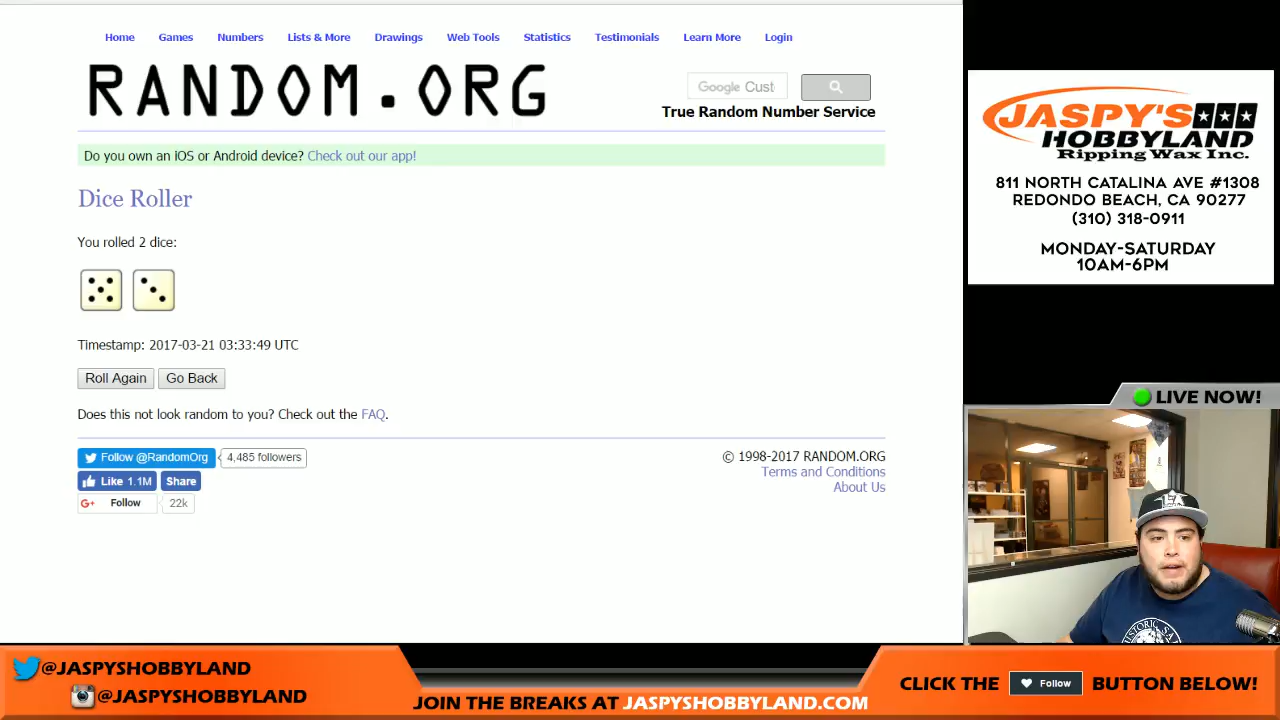 Home Games Numbers Lists & More Drawings Web Tools Statistics Testimonials Learn More Login
RANDOM.ORG
Google Cust
True Random Number Service
Do you own an iOS or Android device? Check out our app!
Dice Roller
You rolled 2 dice:
Timestamp: 2017-03-21 03:33:49 UTC
Roll Again Go Back
Does this not look random to you? Check out the FAQ.
Follow @RandomOrg 4,485 followers
Like 1.1M Share
G+ Follow 22k
© 1998-2017 RANDOM.ORG
Terms and Conditions
About Us
JASPY'S
HOBBYLAND
Ripping Wax Inc.
811 NORTH CATALINA AVE #1308
REDONDO BEACH, CA 90277
(310) 318-0911
MONDAY-SATURDAY
10AM-6PM
LIVE NOW!
LA
@JASPYSHOBBYLAND
@JASPYSHOBBYLAND
JOIN THE BREAKS AT JASPYSHOBBYLAND.COM
CLICK THE Follow BUTTON BELOW!